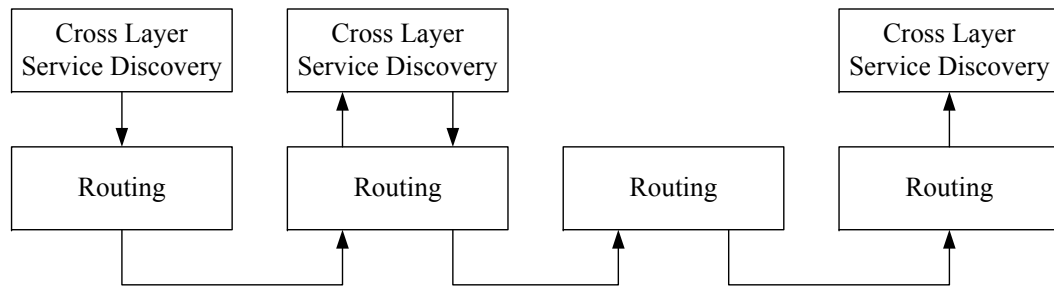 Cross Layer
Service Discovery
Cross Layer
Service Discovery
Cross Layer
Service Discovery
Routing
Routing
Routing
Routing